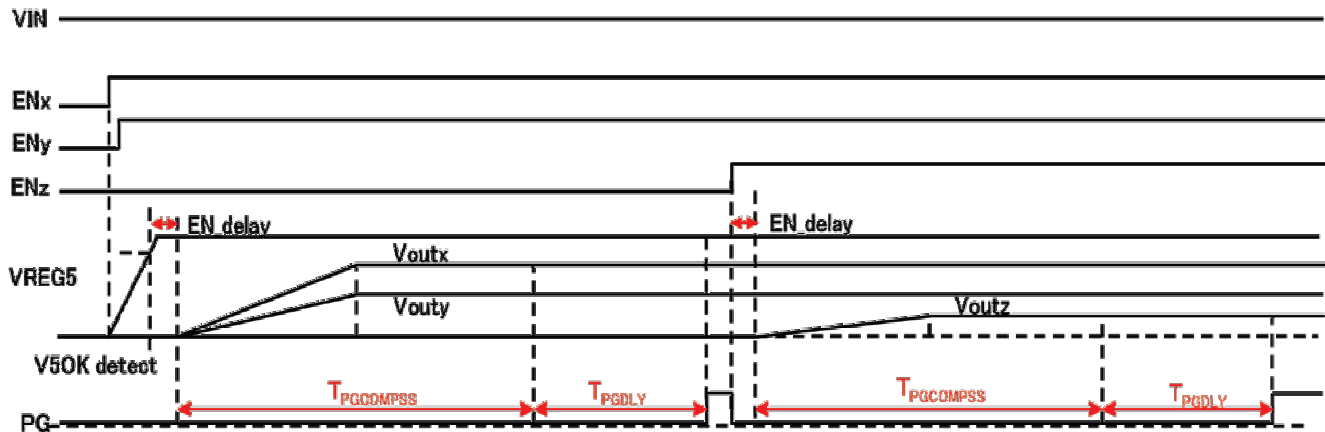 VIN
ENx
ENy
ENz
EN_delay
EN_delay
VREG5
Voutx
Vouty
Voutz
V5OK detect
TPGCOMPSS
TPGDLY
TPGCOMPSS
TPGDLY
PG